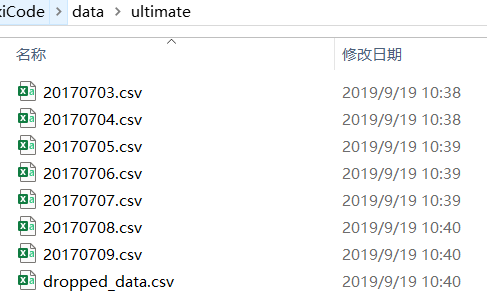 xiCode > data > ultimate
名称 修改日期
20170703.csv 2019/9/19 10:38
20170704.csv 2019/9/19 10:38
20170705.csv 2019/9/19 10:39
20170706.csv 2019/9/19 10:39
20170707.csv 2019/9/19 10:39
20170708.csv 2019/9/19 10:40
20170709.csv 2019/9/19 10:40
dropped_data.csv 2019/9/19 10:40